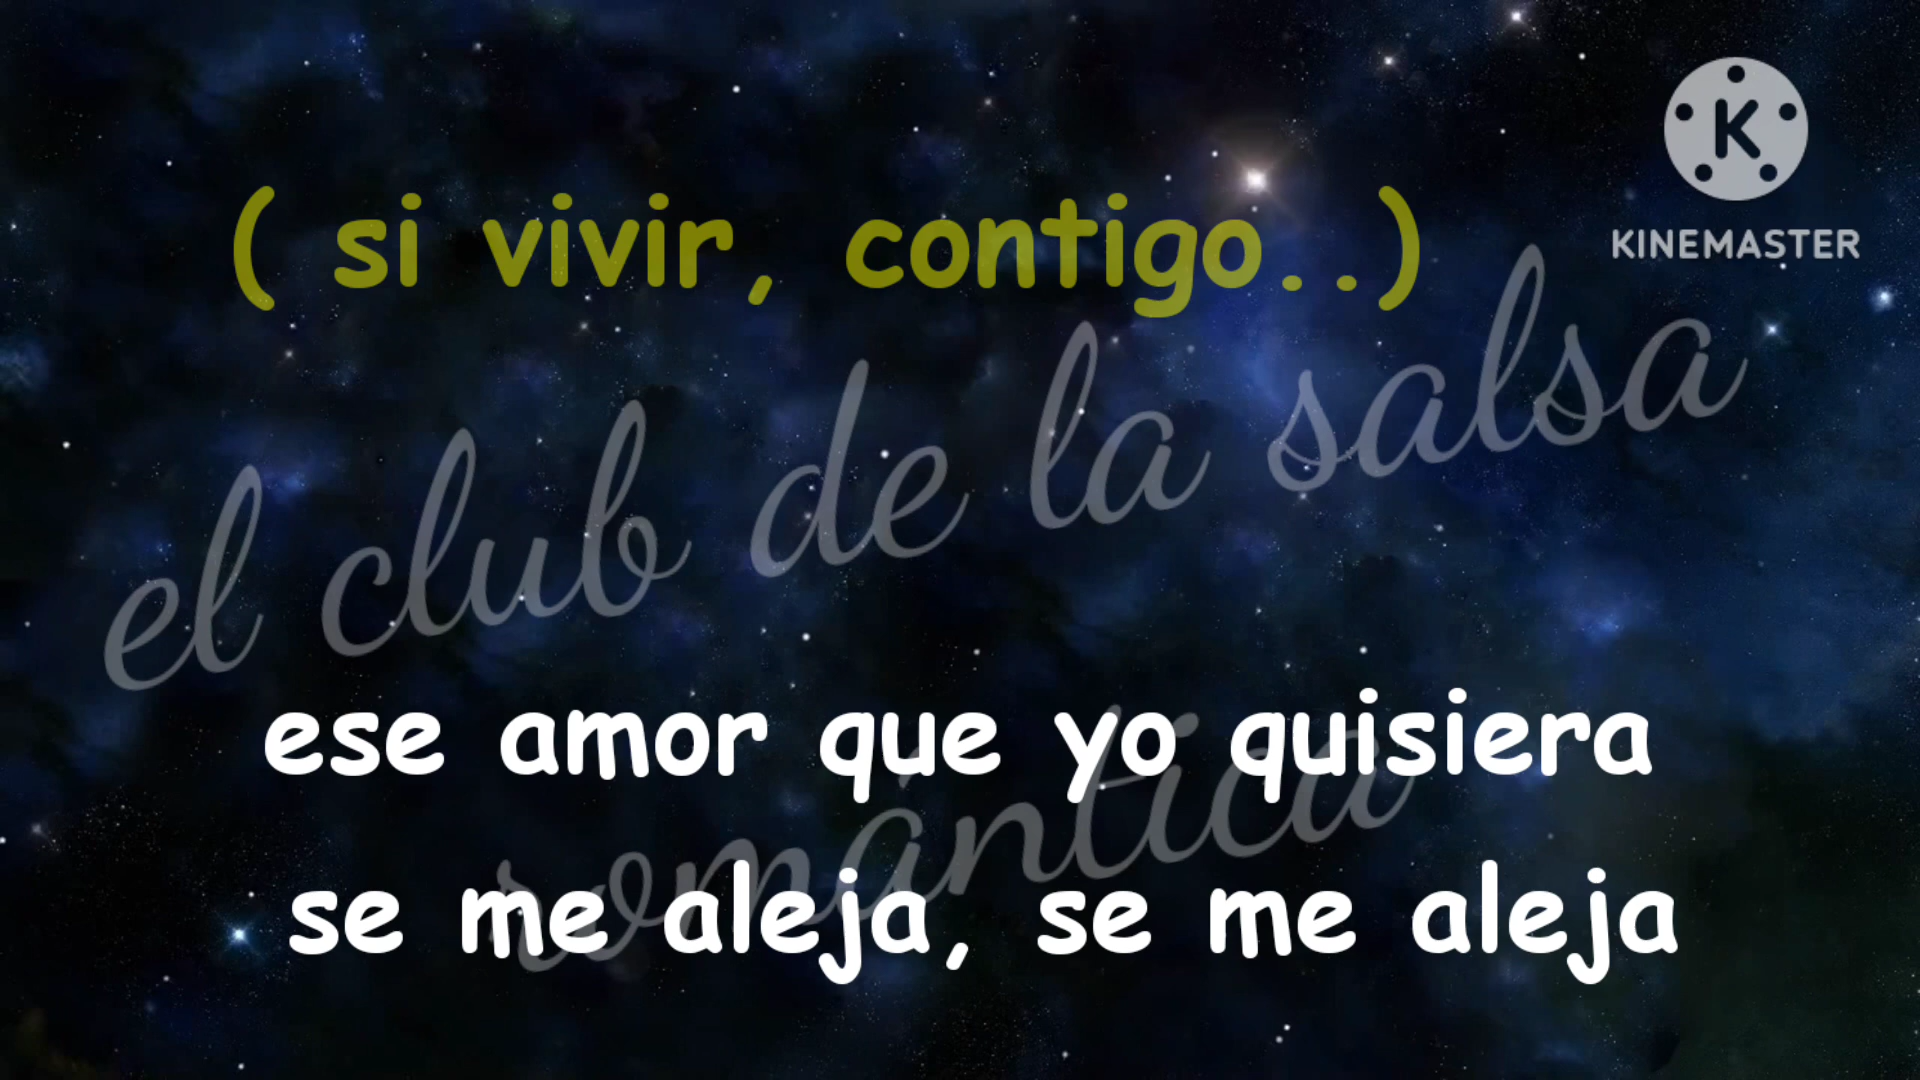 K
KINEMASTER
( si vivir, contigo..)
el club de la salsa
romántica
ese amor que yo quisiera
se me aleja, se me aleja